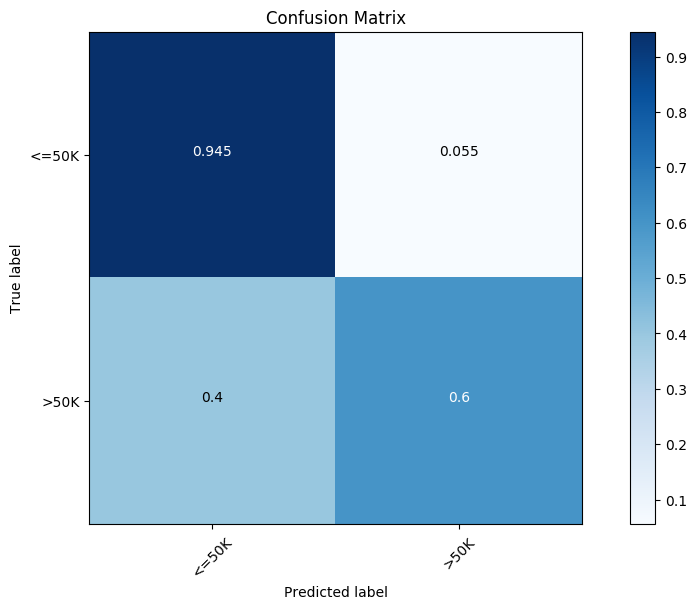 Confusion Matrix
0.9
<=50K
0.945
0.055
0.8
0.7
0.6
True label
0.5
0.4
>50K
0.4
0.6
0.3
0.2
0.1
<=50K
>50K
Predicted label